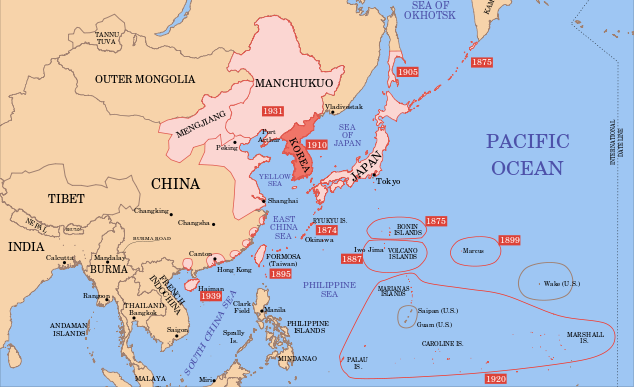 SEA OF
OKHOTSK
KAM
TANNU
TUVA
1875
1905
OUTER MONGOLIA
MANCHUKUO
1931
Vladivostok
MENGJIANG
Port
Arthur
KOREA
1910
SEA
OF
JAPAN
JAPAN
PACIFIC
OCEAN
INTERNATIONAL
DATE LINE
Peking
YELLOW
SEA
Tokyo
CHINA
TIBET
Shanghai
Chungking
Changsha
NEPAL
EAST
CHINA
SEA
RYUKYU IS.
1874
Okinawa
BONIN
ISLANDS
1875
INDIA
BURMA ROAD
Calcutta
Mandalay
BURMA
Canton
Hong Kong
FORMOSA
(Taiwan)
1895
Iwo Jima
VOLCANO
ISLANDS
1887
Marcus
1899
Wake (U.S.)
Rangoon
FRENCH
INDOCHINA
Hainan
1939
PHILIPPINE
SEA
MARIANAS
ISLANDS
THAILAND
Bangkok
Clark
Field
Manila
Saipan (U.S.)
Guam (U.S.)
ANDAMAN
ISLANDS
Saigon
SOUTH CHINA SEA
Spratly
Is.
PHILIPPINE
ISLANDS
CAROLINE IS.
MARSHALL
IS.
MINDANAO
PALAU
IS.
MALAYA
Miri
1920